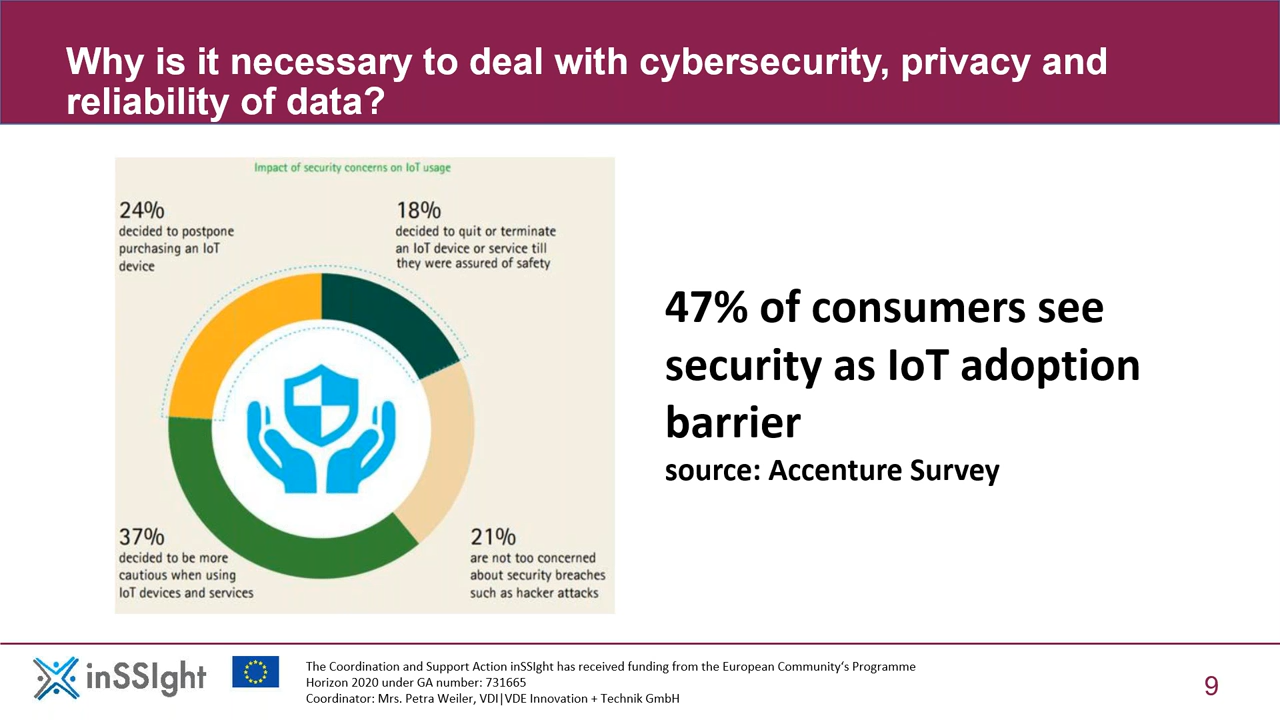 Why is it necessary to deal with cybersecurity, privacy and
reliability of data?
Impact of security concerns on IoT usage
24%
decided to postpone
purchasing an IoT
device
18%
decided to quit or terminate
an IoT device or service till
they were assured of safety
37%
decided to be more
cautious when using
IoT devices and services
21%
are not too concerned
about security breaches
such as hacker attacks
47% of consumers see
security as IoT adoption
barrier
source: Accenture Survey
inSSIght
The Coordination and Support Action inSSIght has received funding from the European Community‘s Programme
Horizon 2020 under GA number: 731665
Coordinator: Mrs. Petra Weiler, VDI|VDE Innovation + Technik GmbH
9